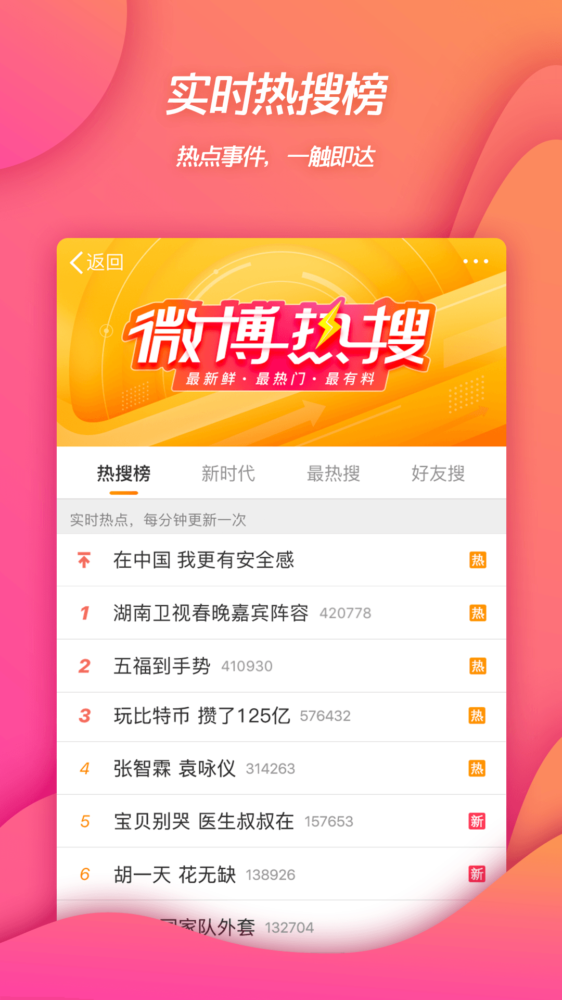 实时热搜榜
热点事件，一触即达
返回
微博热搜
最新鲜·最热门·最有料
热搜榜 新时代 最热搜 好友搜
实时热点，每分钟更新一次
在中国 我更有安全感 热
1 湖南卫视春晚嘉宾阵容 420778 热
2 五福到手势 410930 热
3 玩比特币 攒了125亿 576432 热
4 张智霖 袁咏仪 314263 热
5 宝贝别哭 医生叔叔在 157653 新
6 胡一天 花无缺 138926 新
国家队外套 132704